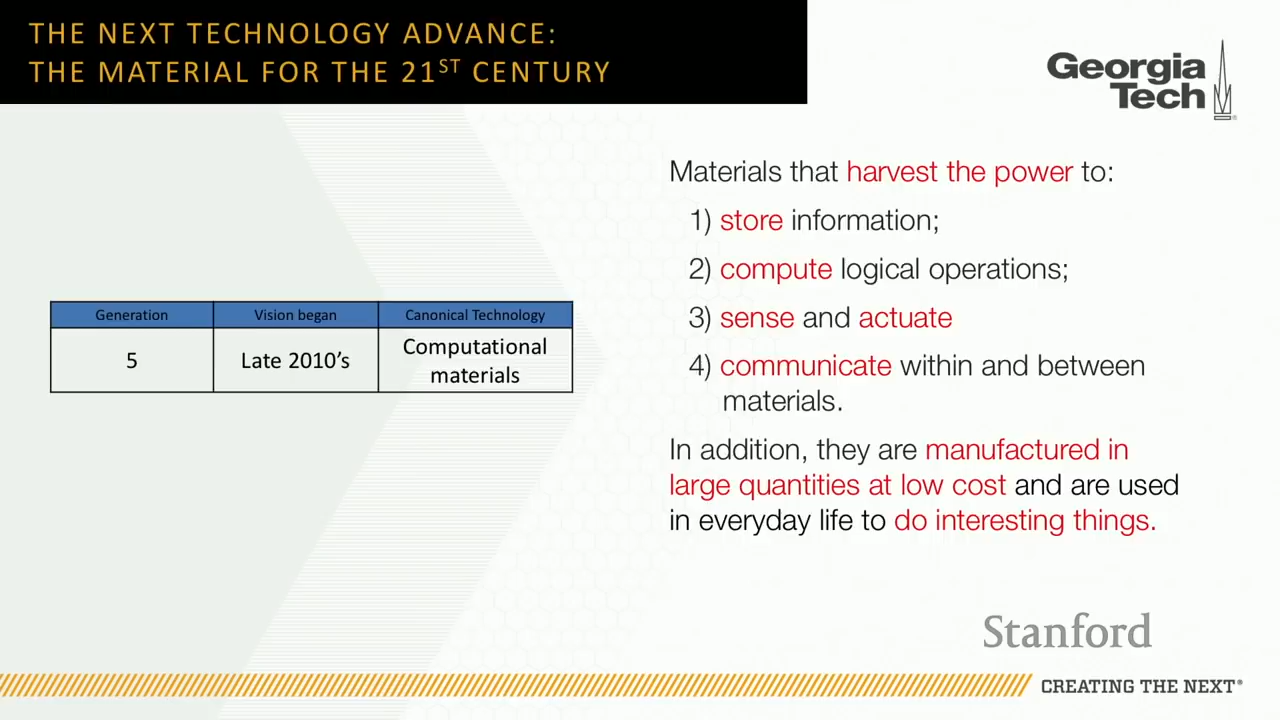 THE NEXT TECHNOLOGY ADVANCE:
THE MATERIAL FOR THE 21ST CENTURY
Georgia
Tech
Materials that harvest the power to:
1) store information;
2) compute logical operations;
3) sense and actuate
4) communicate within and between
materials.
In addition, they are manufactured in
large quantities at low cost and are used
in everyday life to do interesting things.
Generation Vision began Canonical Technology
5 Late 2010’s Computational
materials
Stanford
CREATING THE NEXT®